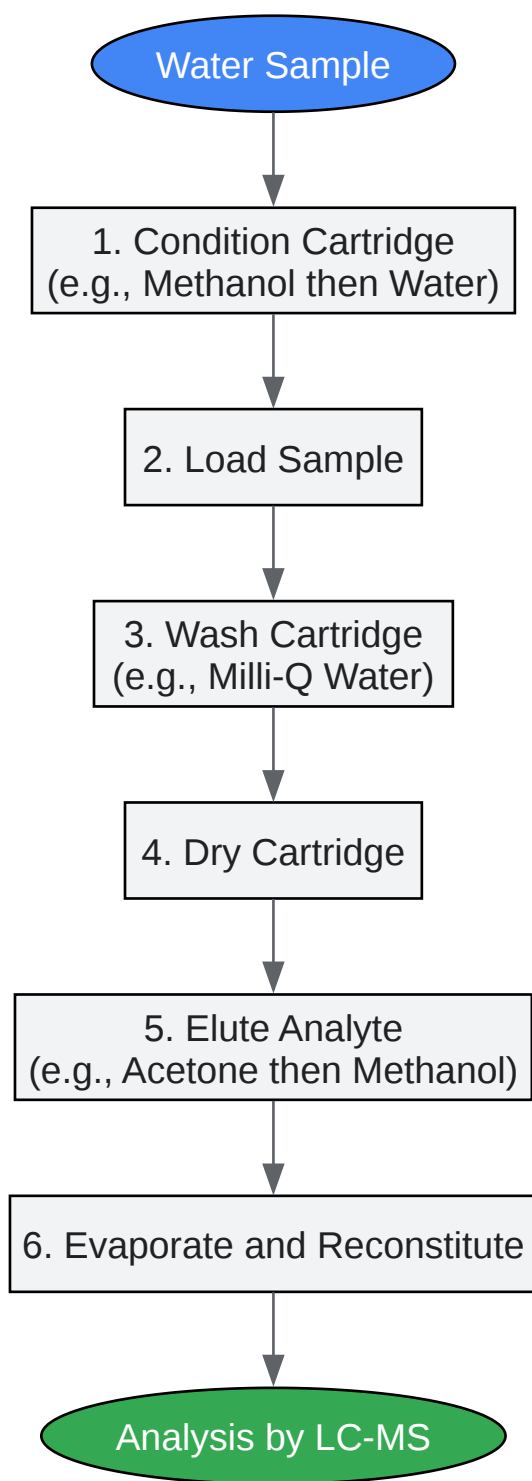 Water Sample
1. Condition Cartridge
(e.g., Methanol then Water)
2. Load Sample
3. Wash Cartridge
(e.g., Milli-Q Water)
4. Dry Cartridge
5. Elute Analyte
(e.g., Acetone then Methanol)
6. Evaporate and Reconstitute
Analysis by LC-MS